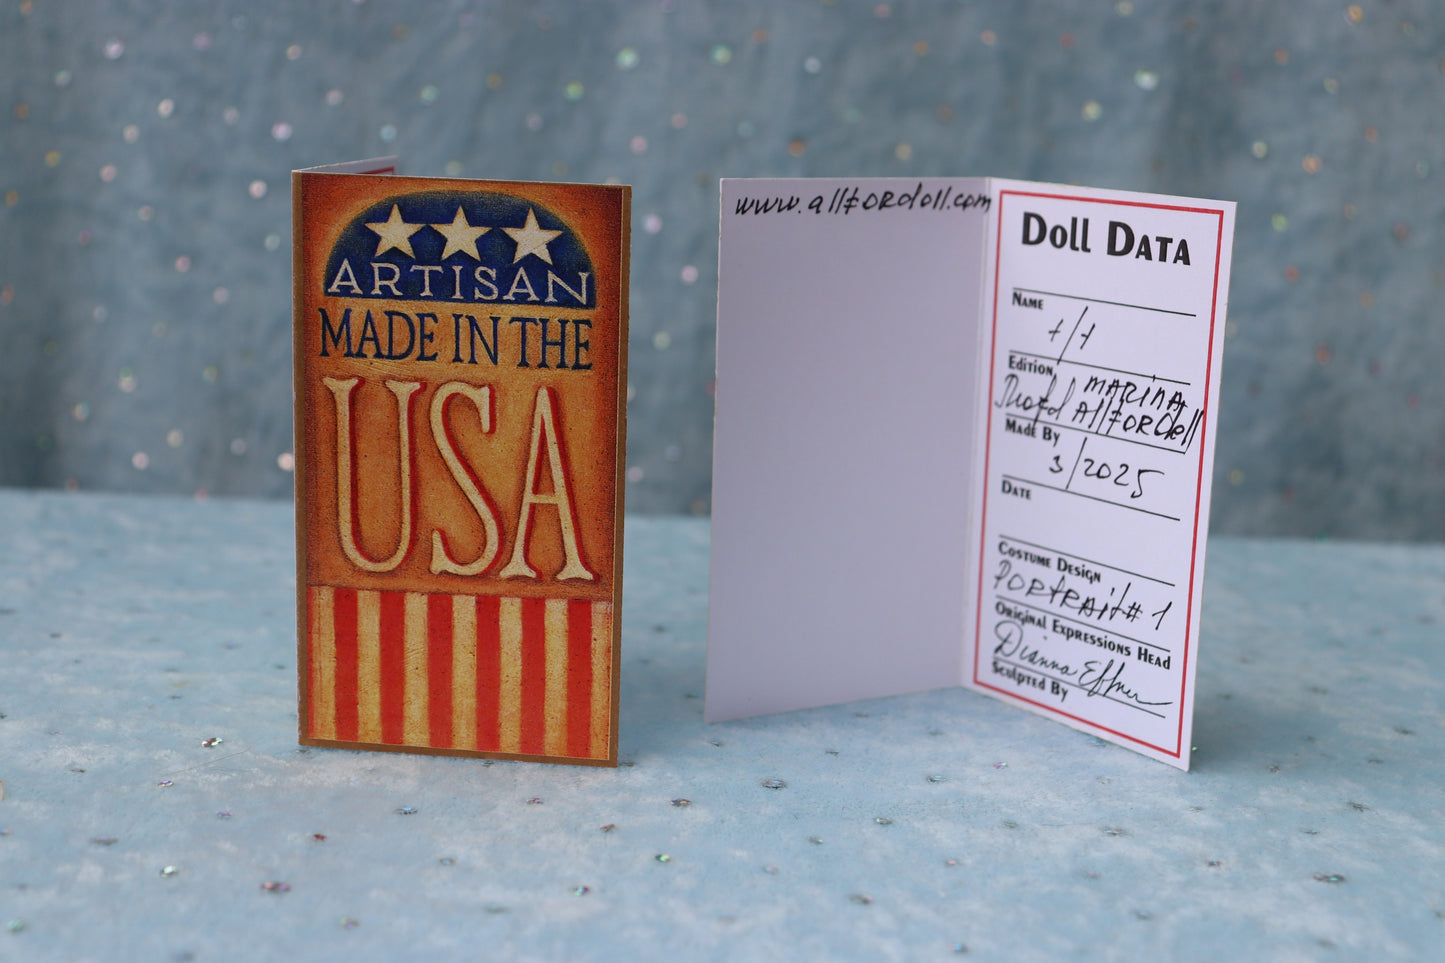 ARTISAN
MADE IN THE
USA
www.allfordoll.com
Doll Data
Name
1/1
Edition
MARINA
AllForDoll
Made By
3/2025
Date
Costume Design
Portrait #1
Original Expressions Head
Dianna Effner
Sculpted By